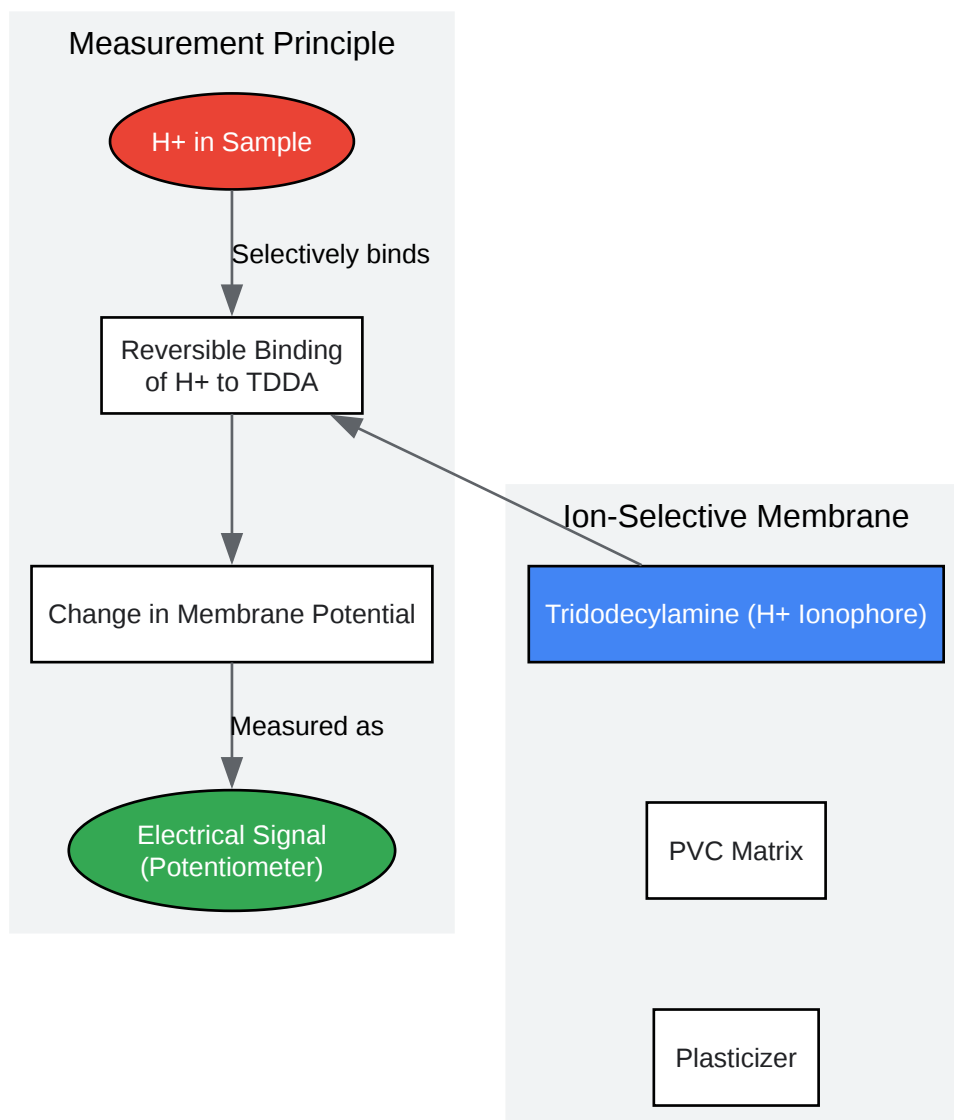 Measurement Principle
H+ in Sample
Selectively binds
Reversible Binding
of H+ to TDDA
Change in Membrane Potential
Measured as
Electrical Signal
(Potentiometer)
Ion-Selective Membrane
Tridodecylamine (H+ Ionophore)
PVC Matrix
Plasticizer